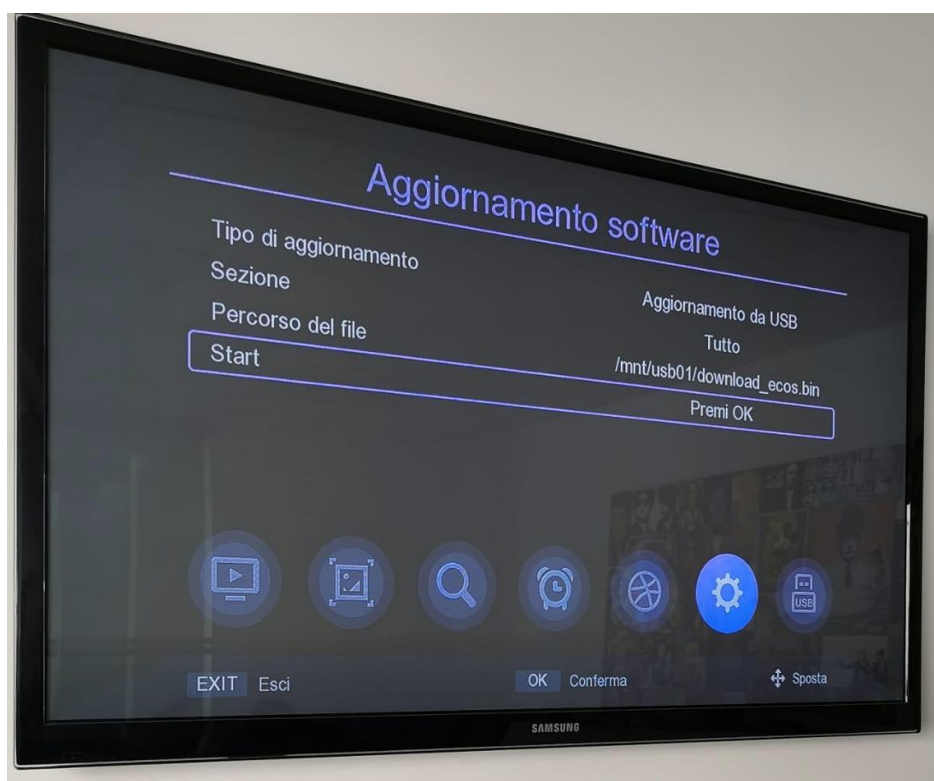 Aggiornamento software
Tipo di aggiornamento Aggiornamento da USB
Sezione Tutto
Percorso del file /mnt/usb01/download_ecos.bin
Start Premi OK
USB
EXIT Esci OK Conferma Sposta
SAMSUNG